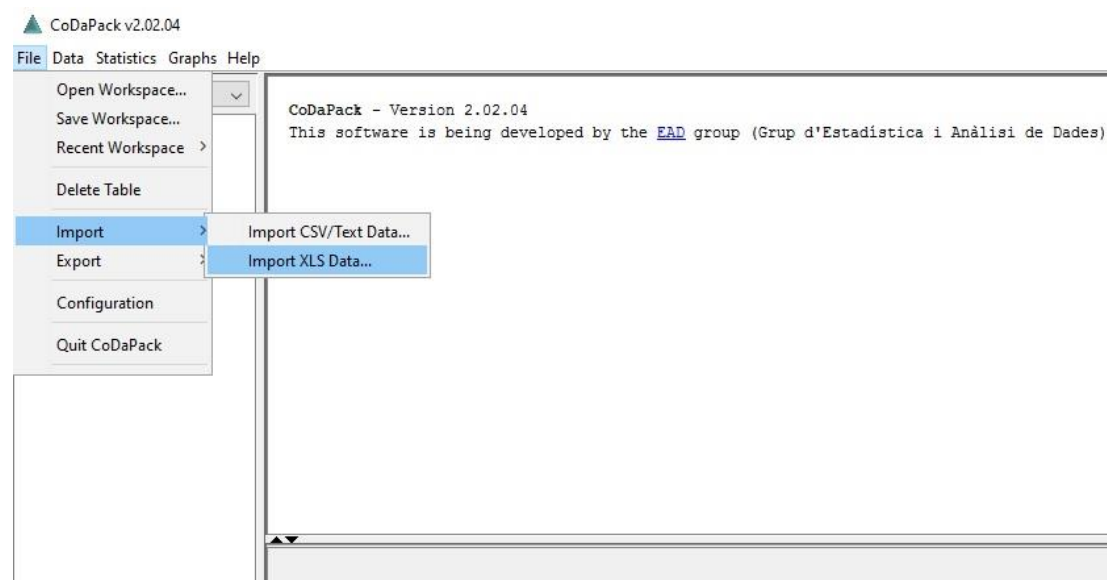 CoDaPack v2.02.04
File Data Statistics Graphs Help
Open Workspace...
Save Workspace...
Recent Workspace >
Delete Table
Import >
Export >
Configuration
Quit CoDaPack
Import CSV/Text Data...
Import XLS Data...
CoDaPack - Version 2.02.04
This software is being developed by the EAD group (Grup d'Estadística i Anàlisi de Dades)